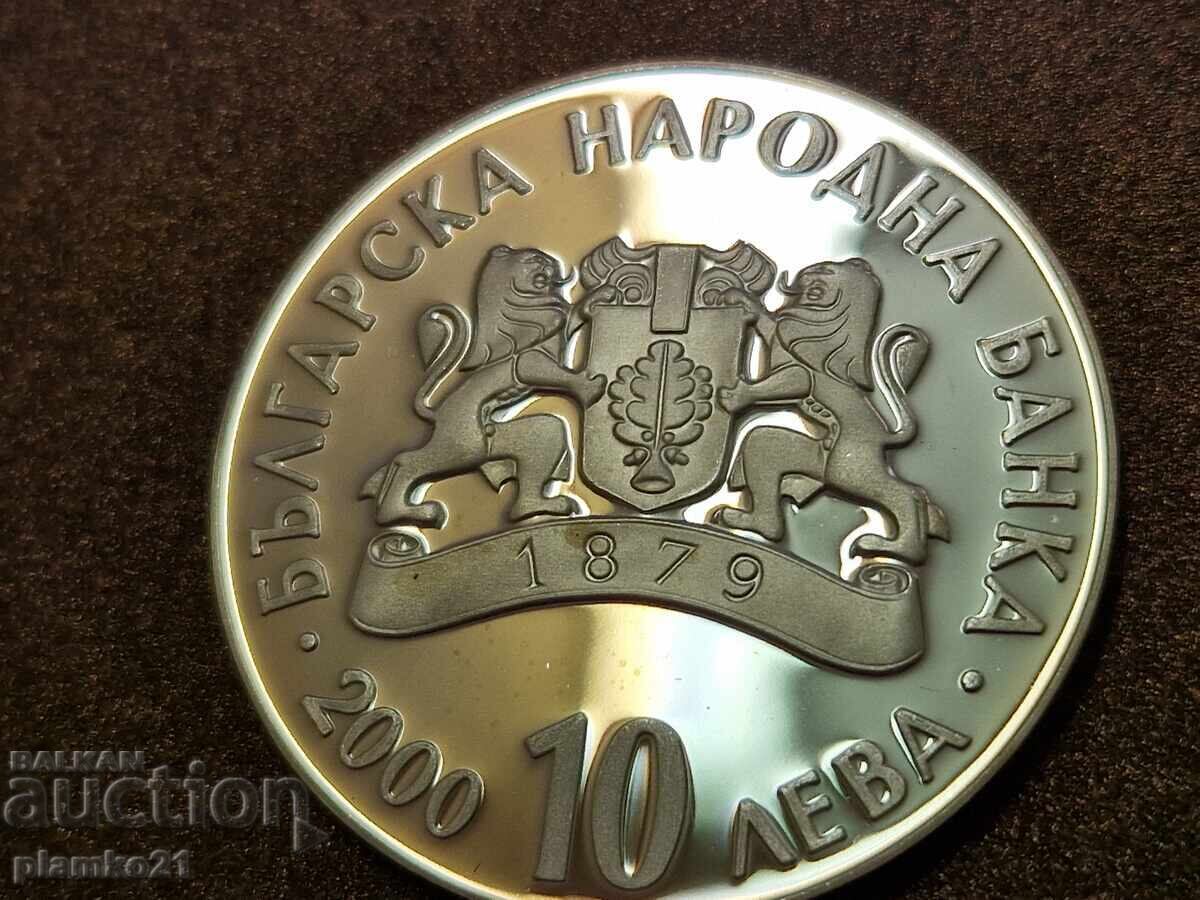 БЪЛГАРСКА НАРОДНА БАНКА
1879
2000
10 ЛЕВА
BALKAN
auction
plamko21